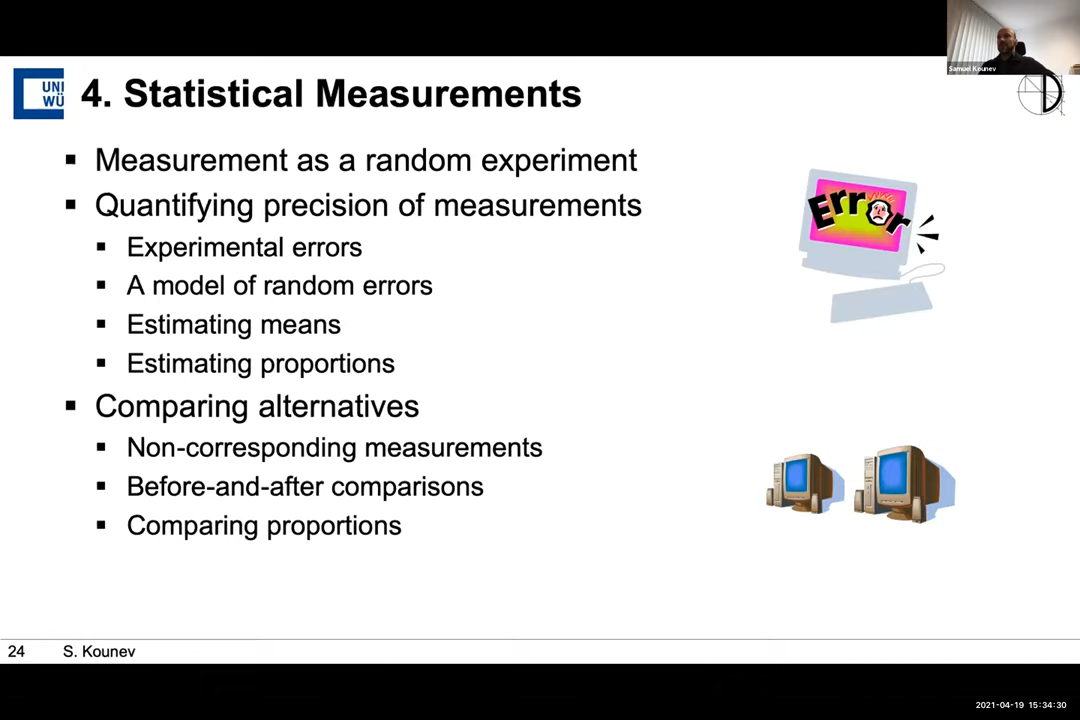 Samuel Kounev
UNI
WÜ
4. Statistical Measurements
Measurement as a random experiment
Quantifying precision of measurements
Experimental errors
A model of random errors
Estimating means
Estimating proportions
Error
Comparing alternatives
Non-corresponding measurements
Before-and-after comparisons
Comparing proportions
24 S. Kounev
2021-04-19 15:34:30